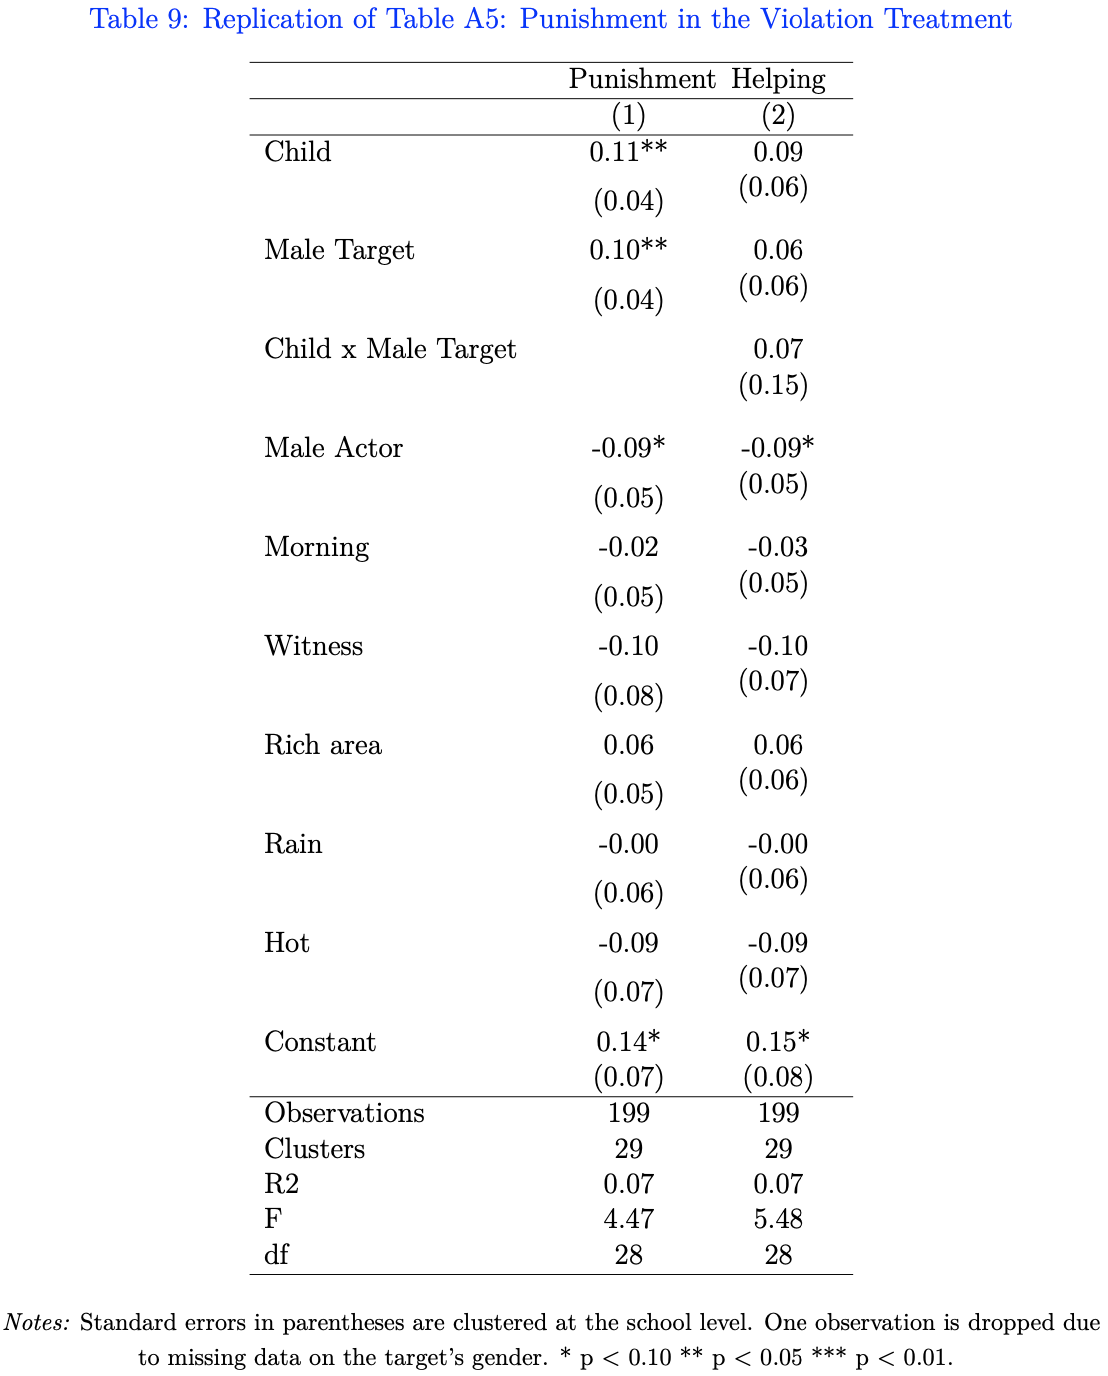 Table 9: Replication of Table A5: Punishment in the Violation Treatment
Punishment Helping
(1) (2)
Child 0.11** 0.09
(0.04) (0.06)
Male Target 0.10** 0.06
(0.04) (0.06)
Child x Male Target 0.07
(0.15)
Male Actor -0.09* -0.09*
(0.05) (0.05)
Morning -0.02 -0.03
(0.05) (0.05)
Witness -0.10 -0.10
(0.08) (0.07)
Rich area 0.06 0.06
(0.05) (0.06)
Rain -0.00 -0.00
(0.06) (0.06)
Hot -0.09 -0.09
(0.07) (0.07)
Constant 0.14* 0.15*
(0.07) (0.08)
Observations 199 199
Clusters 29 29
R2 0.07 0.07
F 4.47 5.48
df 28 28
Notes: Standard errors in parentheses are clustered at the school level. One observation is dropped due
to missing data on the target's gender. * p < 0.10 ** p < 0.05 *** p < 0.01.